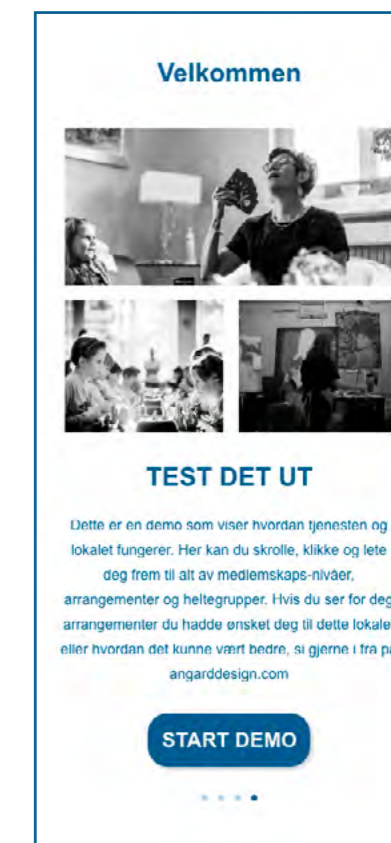 Velkommen
TEST DET UT
Dette er en demo som viser hvordan tjenesten og
lokalet fungerer. Her kan du skrolle, klikke og lete
deg frem til alt av medlemskaps-nivåer,
arrangementer og heltegrupper. Hvis du ser for deg
arrangementer du hadde ønsket deg til dette lokale
eller hvordan det kunne vært bedre, si gjerne i fra på
angarddesign.com
START DEMO